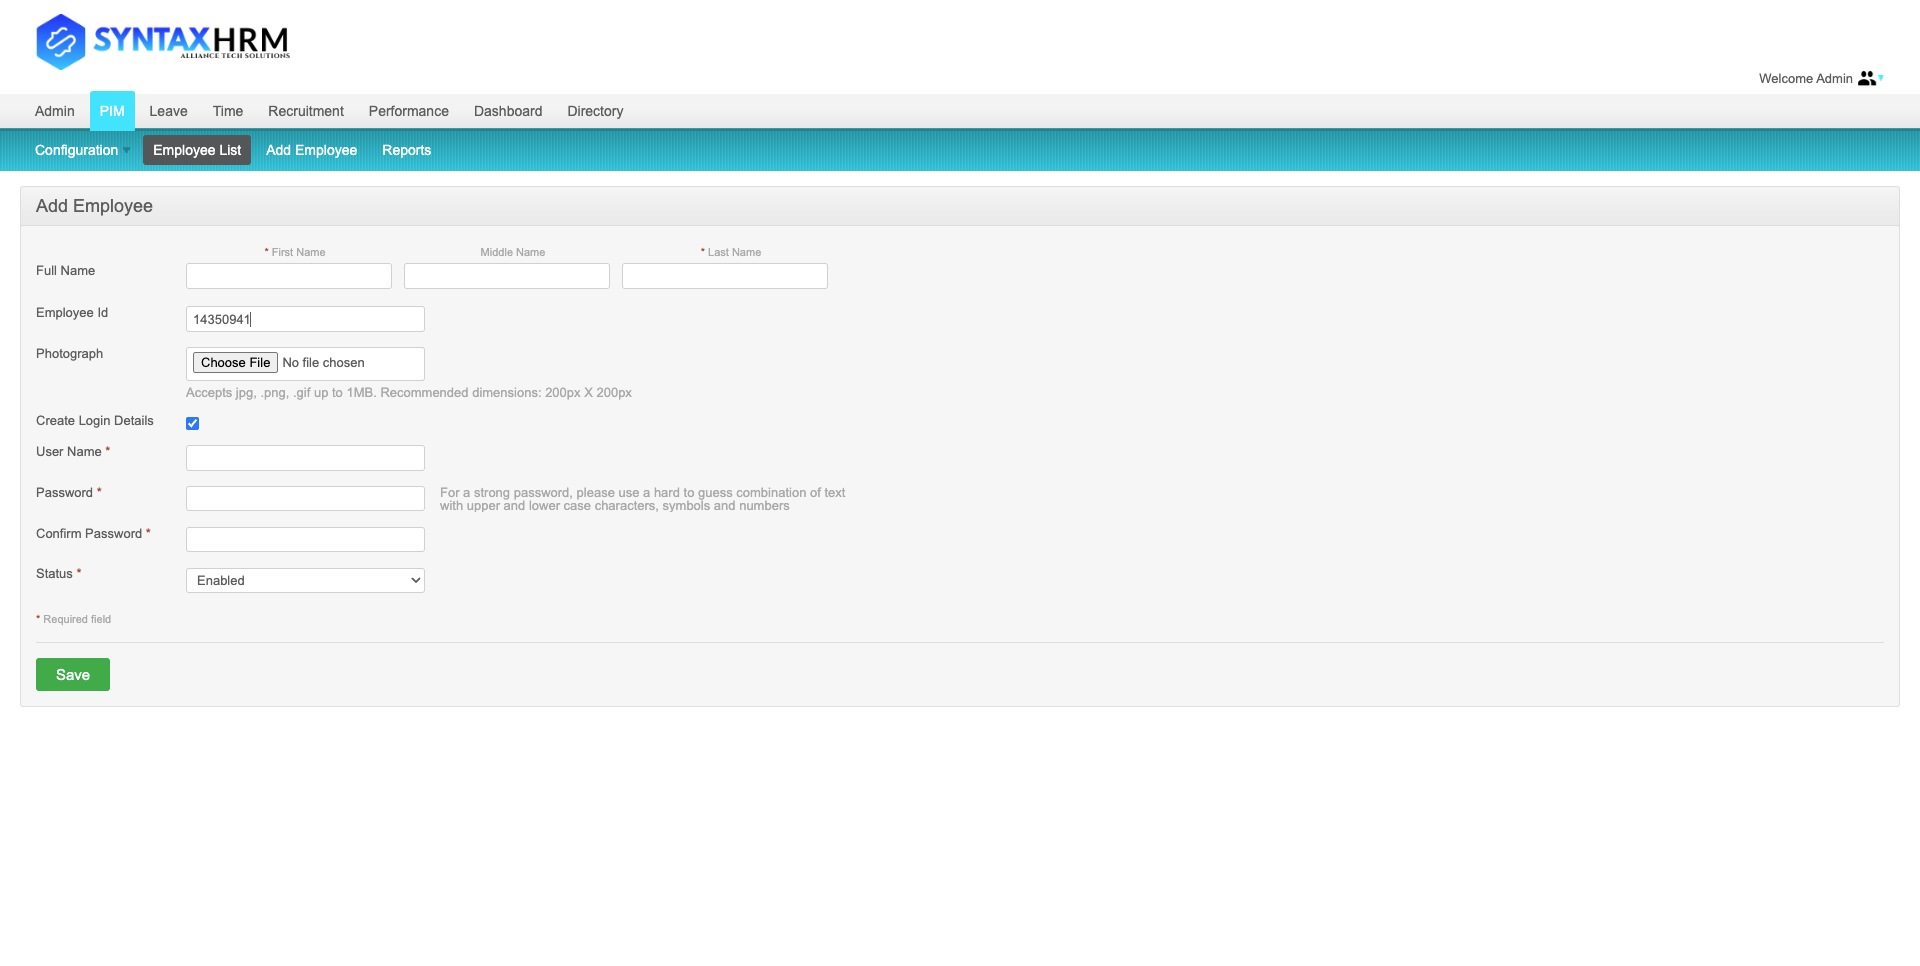 SYNTAXHRM
ALLIANCE TECH SOLUTIONS
Welcome Admin
Admin PIM Leave Time Recruitment Performance Dashboard Directory
Configuration Employee List Add Employee Reports
Add Employee
* First Name Middle Name * Last Name
Full Name
Employee Id 14350941
Photograph Choose File No file chosen
Accepts jpg, .png, .gif up to 1MB. Recommended dimensions: 200px X 200px
Create Login Details
User Name *
Password * For a strong password, please use a hard to guess combination of text
with upper and lower case characters, symbols and numbers
Confirm Password *
Status * Enabled
* Required field
Save